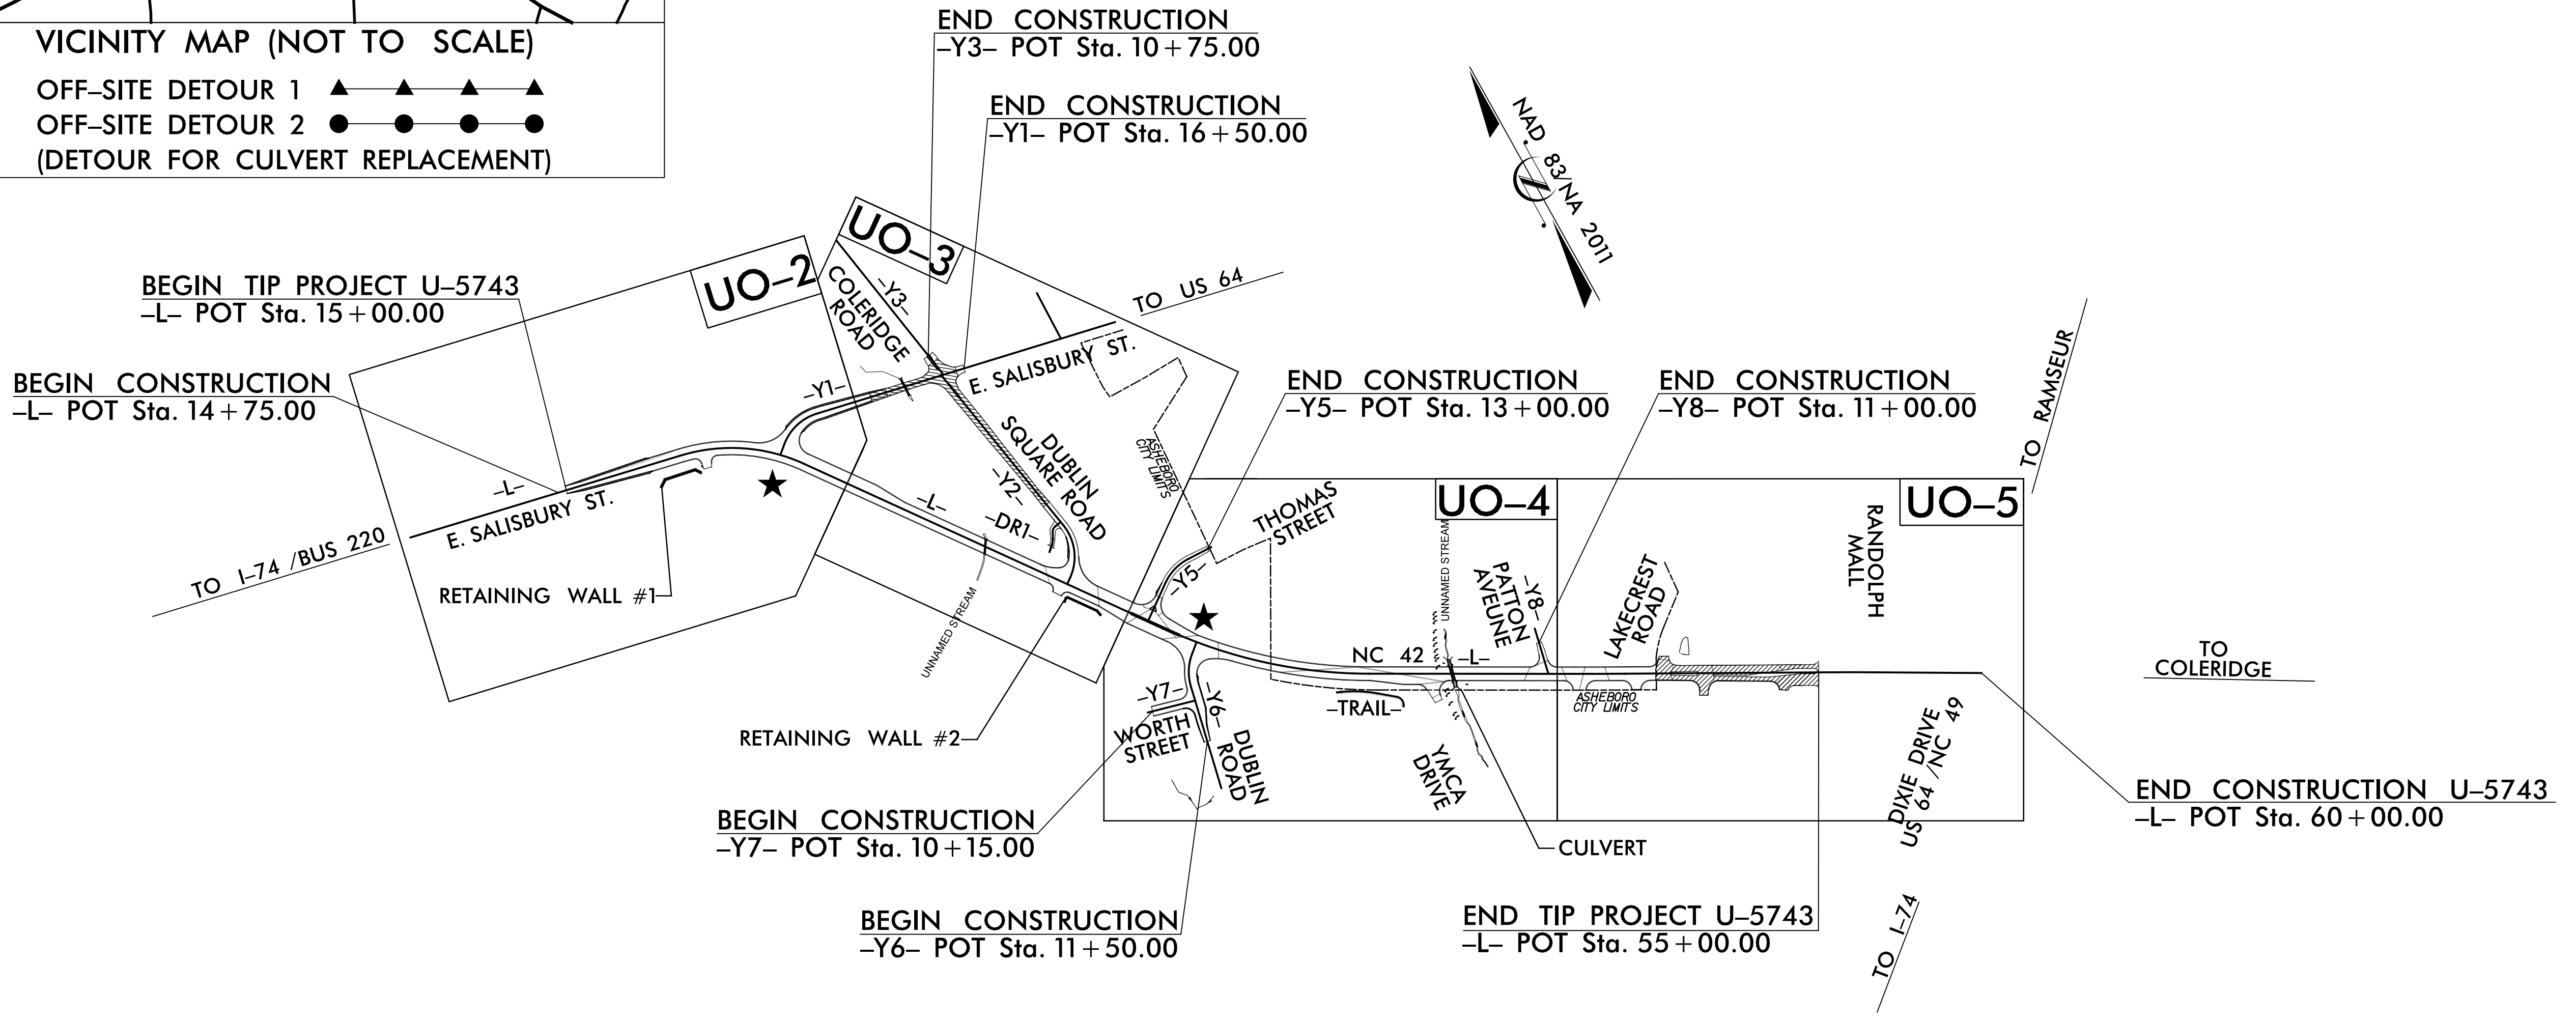 VICINITY MAP (NOT TO SCALE)
OFF–SITE DETOUR 1
OFF–SITE DETOUR 2
(DETOUR FOR CULVERT REPLACEMENT)
END CONSTRUCTION
–Y3– POT Sta. 10+75.00
END CONSTRUCTION
–Y1– POT Sta. 16+50.00
NAD 83/NA 2011
BEGIN TIP PROJECT U–5743
–L– POT Sta. 15+00.00
BEGIN CONSTRUCTION
–L– POT Sta. 14+75.00
UO–2
UO–3
COLERIDGE
ROAD
–Y3–
TO US 64
E. SALISBURY ST.
–Y1–
–L–
E. SALISBURY ST.
TO I–74 /BUS 220
RETAINING WALL #1
DUBLIN
SQUARE ROAD
–Y2–
–DR1–
–L–
UNNAMED STREAM
ASHEBORO
CITY LIMITS
END CONSTRUCTION
–Y5– POT Sta. 13+00.00
END CONSTRUCTION
–Y8– POT Sta. 11+00.00
TO RAMSEUR
THOMAS
STREET
–Y5–
UO–4
UO–5
UNNAMED STREAM
PATTON
AVEUNE
–Y8–
LAKECREST
ROAD
RANDOLPH
MALL
NC 42
–L–
–TRAIL–
ASHEBORO
CITY LIMITS
TO
COLERIDGE
–Y7–
–Y6–
WORTH
STREET
DUBLIN
ROAD
YMCA
DRIVE
DIXIE DRIVE
US 64 /NC 49
RETAINING WALL #2
BEGIN CONSTRUCTION
–Y7– POT Sta. 10+15.00
CULVERT
END CONSTRUCTION U–5743
–L– POT Sta. 60+00.00
BEGIN CONSTRUCTION
–Y6– POT Sta. 11+50.00
END TIP PROJECT U–5743
–L– POT Sta. 55+00.00
TO I–74